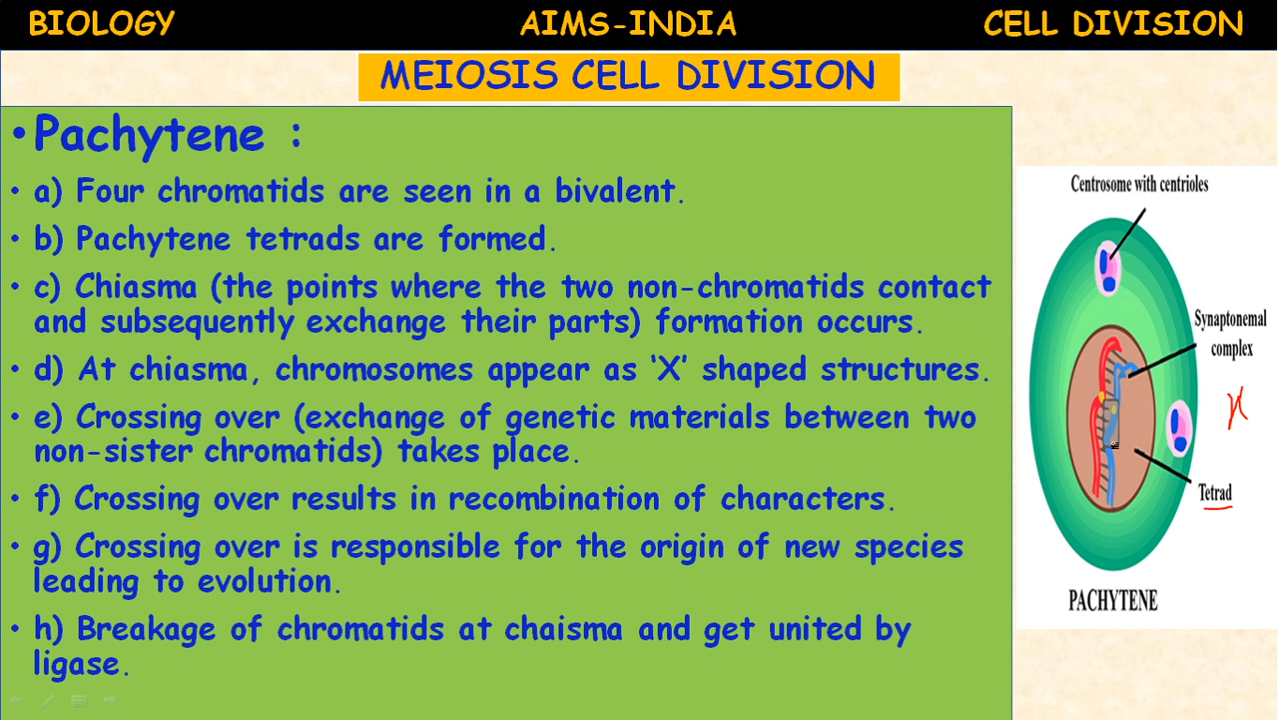 BIOLOGY AIMS-INDIA CELL DIVISION
MEIOSIS CELL DIVISION
•Pachytene :
• a) Four chromatids are seen in a bivalent.
• b) Pachytene tetrads are formed.
• c) Chiasma (the points where the two non-chromatids contact
and subsequently exchange their parts) formation occurs.
• d) At chiasma, chromosomes appear as ‘X’ shaped structures.
• e) Crossing over (exchange of genetic materials between two
non-sister chromatids) takes place.
• f) Crossing over results in recombination of characters.
• g) Crossing over is responsible for the origin of new species
leading to evolution.
• h) Breakage of chromatids at chaisma and get united by
ligase.
Centrosome with centrioles
Synaptonemal
complex
x
Tetrad
PACHYTENE